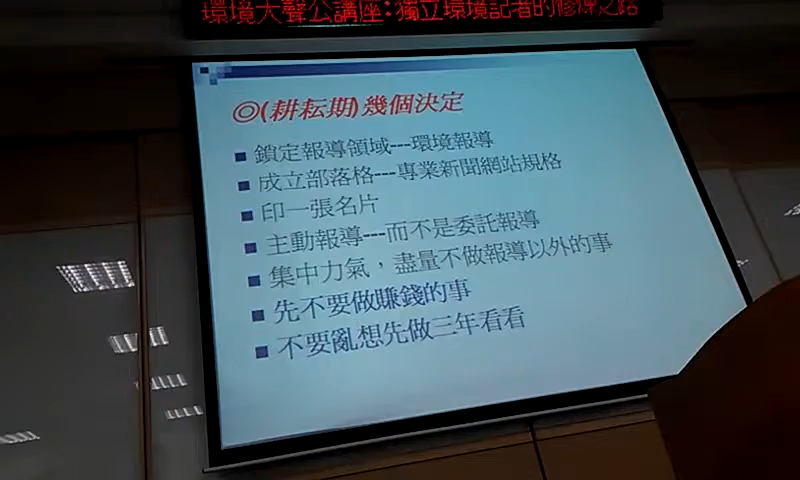 環境大聲公講座:獨立環境記者的修煉之路
◎(耕耘期)幾個決定
鎖定報導領域---環境報導
成立部落格---專業新聞網站規格
印一張名片
主動報導---而不是委託報導
集中力氣，盡量不做報導以外的事
先不要做賺錢的事
不要亂想先做三年看看